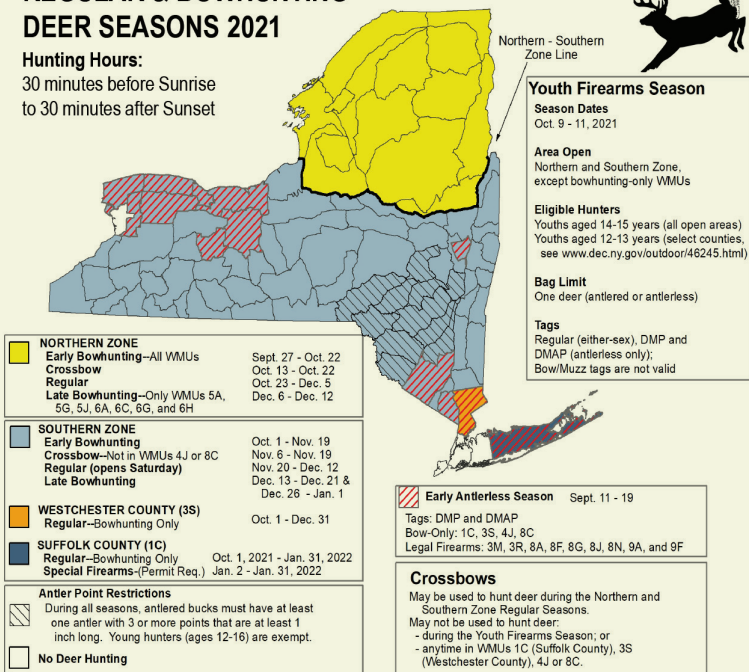 DEER SEASONS 2021
Hunting Hours:
30 minutes before Sunrise
to 30 minutes after Sunset
Northern - Southern
Zone Line
Youth Firearms Season
Season Dates
Oct. 9 - 11, 2021
Area Open
Northern and Southern Zone,
except bowhunting-only WMUs
Eligible Hunters
Youths aged 14-15 years (all open areas)
Youths aged 12-13 years (select counties,
see www.dec.ny.gov/outdoor/46245.html)
Bag Limit
One deer (antlered or antlerless)
Tags
Regular (either-sex), DMP and
DMAP (antlerless only);
Bow/Muzz tags are not valid
NORTHERN ZONE
Early Bowhunting--All WMUs Sept. 27 - Oct. 22
Crossbow Oct. 13 - Oct. 22
Regular Oct. 23 - Dec. 5
Late Bowhunting--Only WMUs 5A, Dec. 6 - Dec. 12
5G, 5J, 6A, 6C, 6G, and 6H
SOUTHERN ZONE
Early Bowhunting Oct. 1 - Nov. 19
Crossbow--Not in WMUs 4J or 8C Nov. 6 - Nov. 19
Regular (opens Saturday) Nov. 20 - Dec. 12
Late Bowhunting Dec. 13 - Dec. 21 &
Dec. 26 - Jan. 1
WESTCHESTER COUNTY (3S)
Regular--Bowhunting Only Oct. 1 - Dec. 31
SUFFOLK COUNTY (1C)
Regular--Bowhunting Only Oct. 1, 2021 - Jan. 31, 2022
Special Firearms-(Permit Req.) Jan. 2 - Jan. 31, 2022
Antler Point Restrictions
During all seasons, antlered bucks must have at least
one antler with 3 or more points that are at least 1
inch long. Young hunters (ages 12-16) are exempt.
No Deer Hunting
Early Antlerless Season Sept. 11 - 19
Tags: DMP and DMAP
Bow-Only: 1C, 3S, 4J, 8C
Legal Firearms: 3M, 3R, 8A, 8F, 8G, 8J, 8N, 9A, and 9F
Crossbows
May be used to hunt deer during the Northern and
Southern Zone Regular Seasons.
May not be used to hunt deer:
- during the Youth Firearms Season; or
- anytime in WMUs 1C (Suffolk County), 3S
(Westchester County), 4J or 8C.